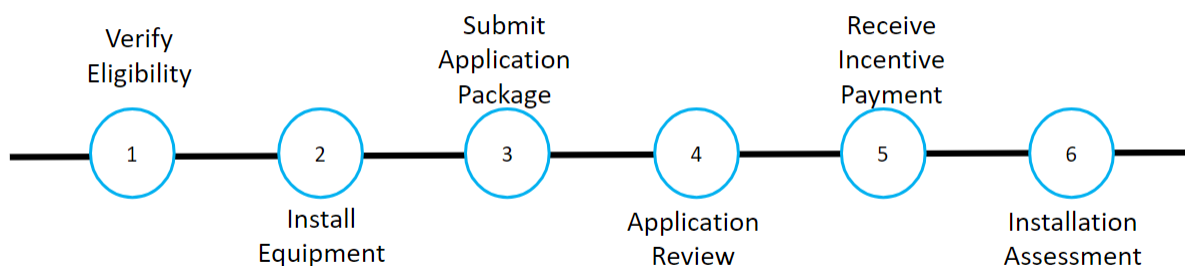 Verify
Eligibility
1
Install
Equipment
2
Submit
Application
Package
3
Application
Review
4
Receive
Incentive
Payment
5
Installation
Assessment
6